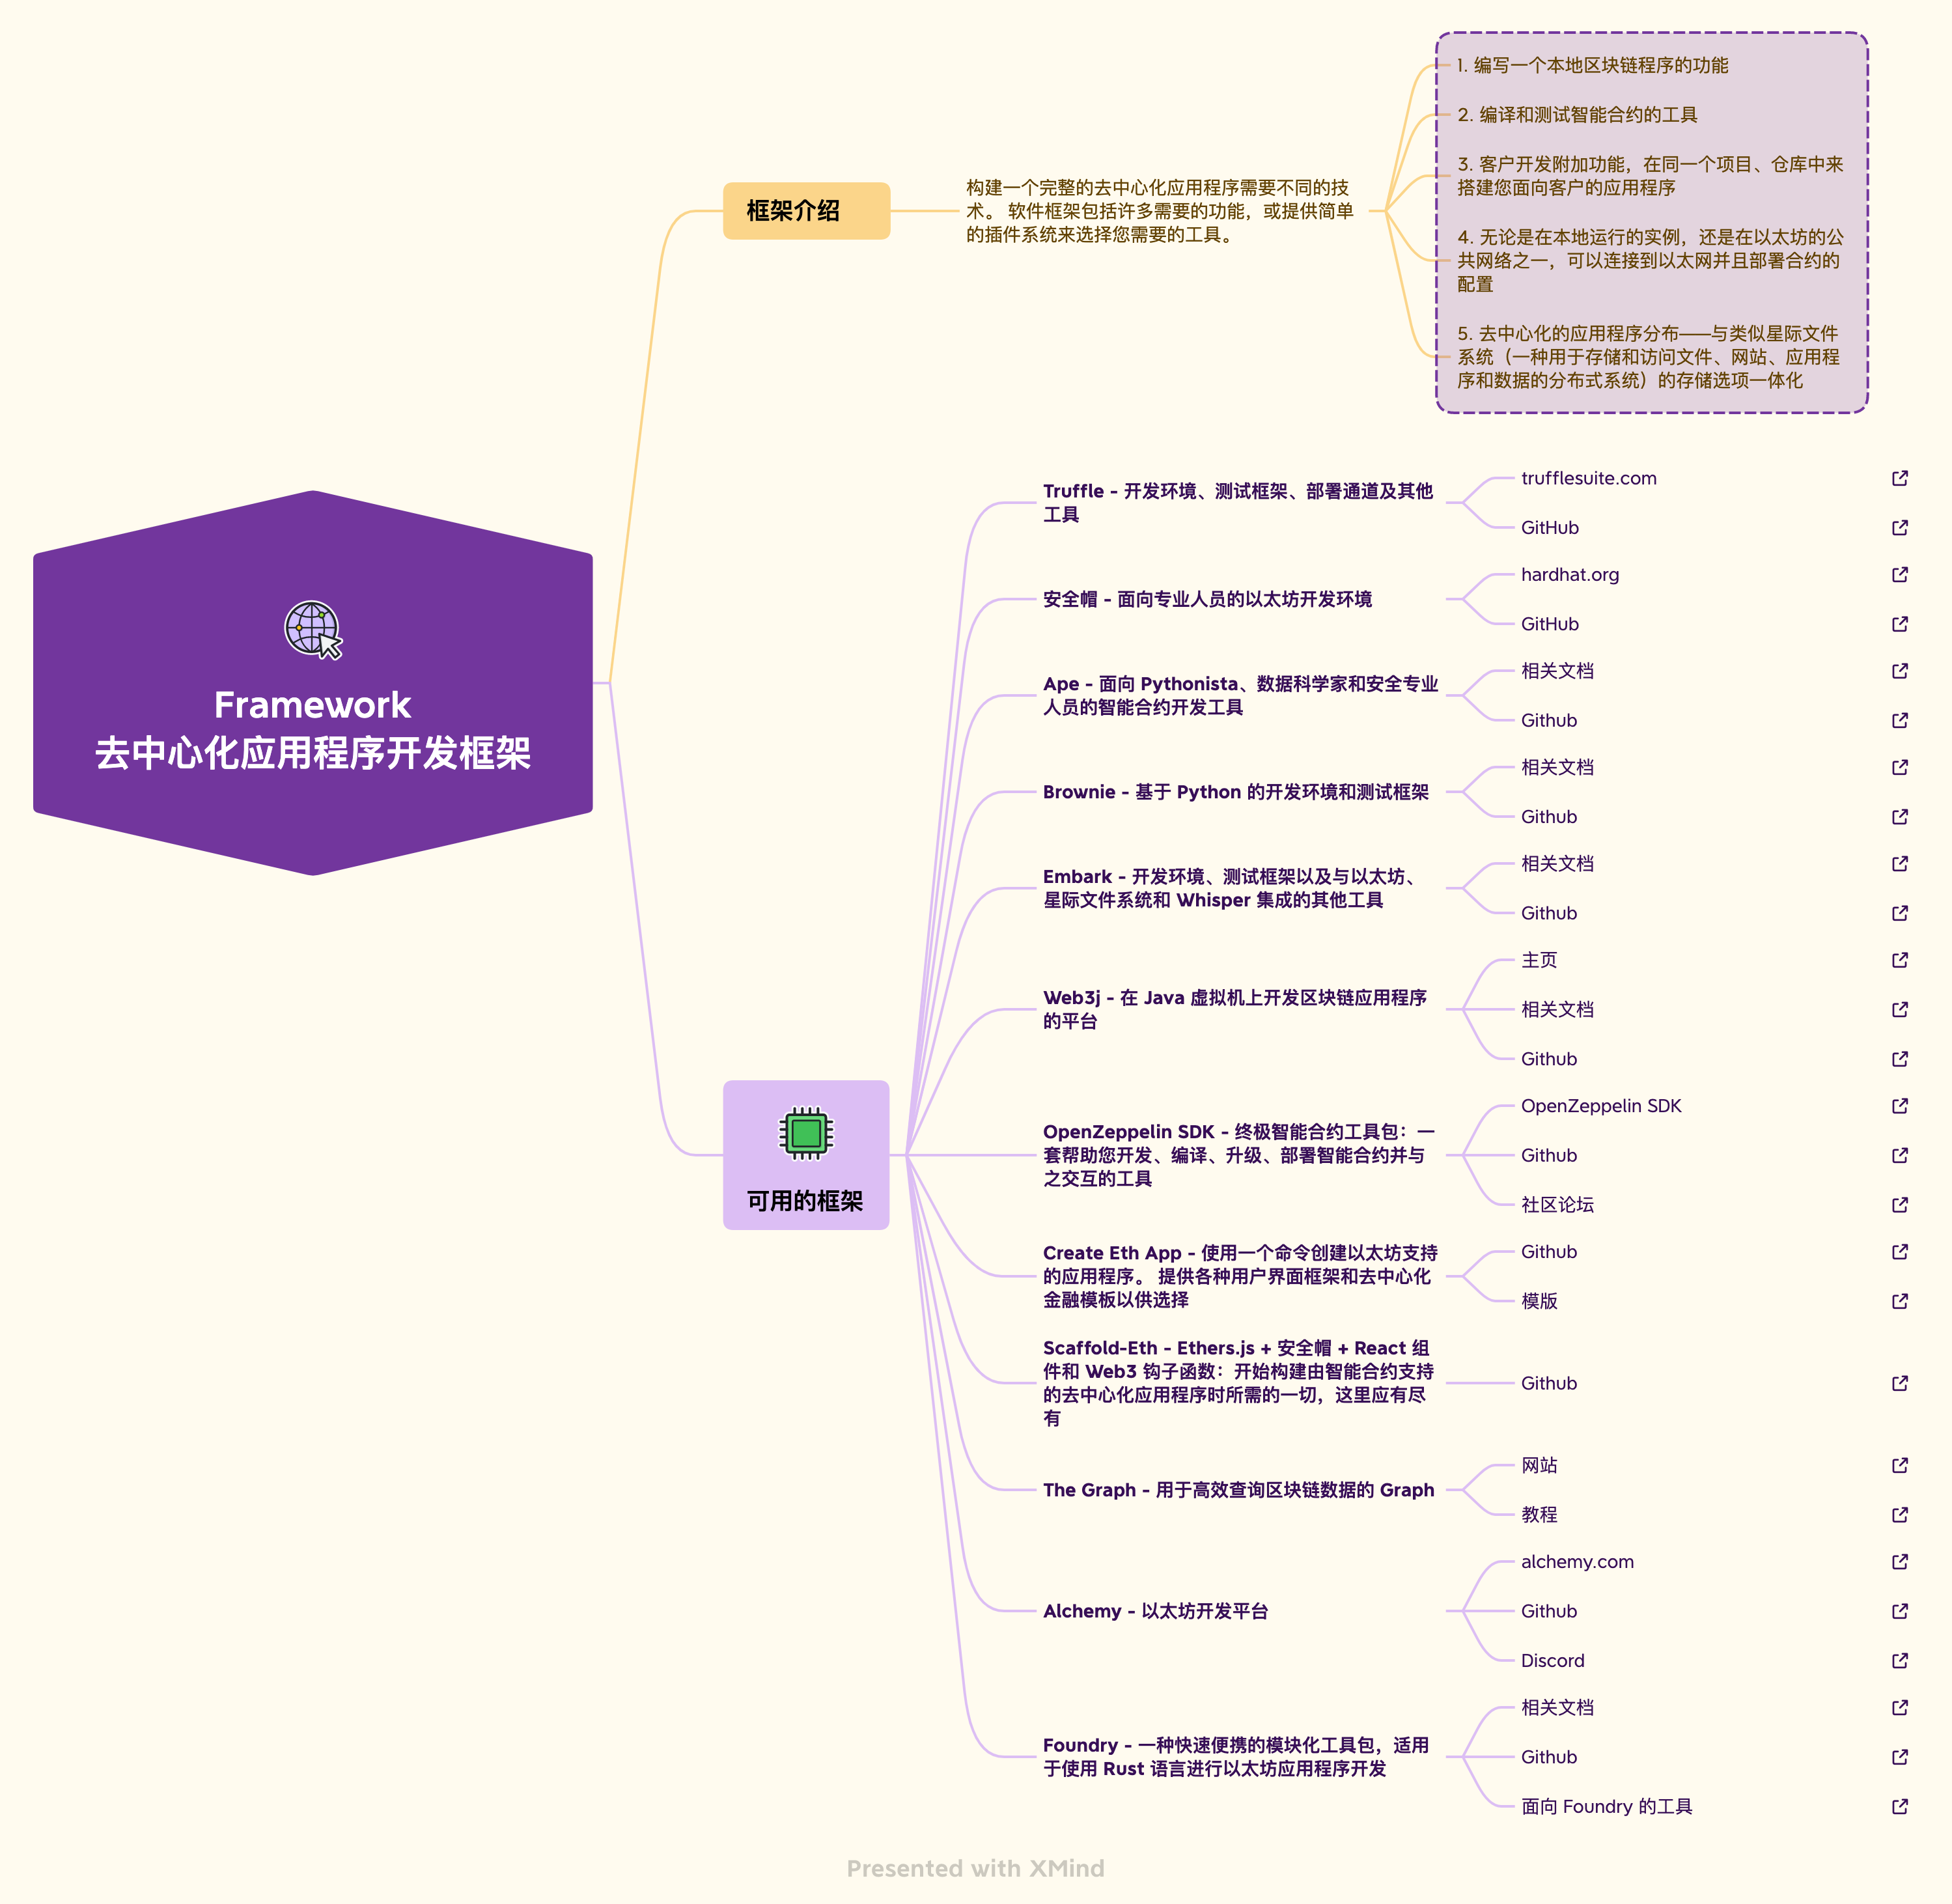 Framework
去中心化应用程序开发框架
框架介绍
构建一个完整的去中心化应用程序需要不同的技
术。 软件框架包括许多需要的功能，或提供简单
的插件系统来选择您需要的工具。
1. 编写一个本地区块链程序的功能
2. 编译和测试智能合约的工具
3. 客户开发附加功能，在同一个项目、仓库中来
搭建您面向客户的应用程序
4. 无论是在本地运行的实例，还是在以太坊的公
共网络之一，可以连接到以太网并且部署合约的
配置
5. 去中心化的应用程序分布——与类似星际文件
系统（一种用于存储和访问文件、网站、应用程
序和数据的分布式系统）的存储选项一体化
可用的框架
Truffle - 开发环境、测试框架、部署通道及其他
工具
trufflesuite.com
GitHub
安全帽 - 面向专业人员的以太坊开发环境
hardhat.org
GitHub
Ape - 面向 Pythonista、数据科学家和安全专业
人员的智能合约开发工具
相关文档
Github
Brownie - 基于 Python 的开发环境和测试框架
相关文档
Github
Embark - 开发环境、测试框架以及与以太坊、
星际文件系统和 Whisper 集成的其他工具
相关文档
Github
Web3j - 在 Java 虚拟机上开发区块链应用程序
的平台
主页
相关文档
Github
OpenZeppelin SDK - 终极智能合约工具包：一
套帮助您开发、编译、升级、部署智能合约并与
之交互的工具
OpenZeppelin SDK
Github
社区论坛
Create Eth App - 使用一个命令创建以太坊支持
的应用程序。 提供各种用户界面框架和去中心化
金融模板以供选择
Github
模版
Scaffold-Eth - Ethers.js + 安全帽 + React 组
件和 Web3 钩子函数：开始构建由智能合约支持
的去中心化应用程序时所需的一切，这里应有尽
有
Github
The Graph - 用于高效查询区块链数据的 Graph
网站
教程
Alchemy - 以太坊开发平台
alchemy.com
Github
Discord
Foundry - 一种快速便携的模块化工具包，适用
于使用 Rust 语言进行以太坊应用程序开发
相关文档
Github
面向 Foundry 的工具
Presented with XMind